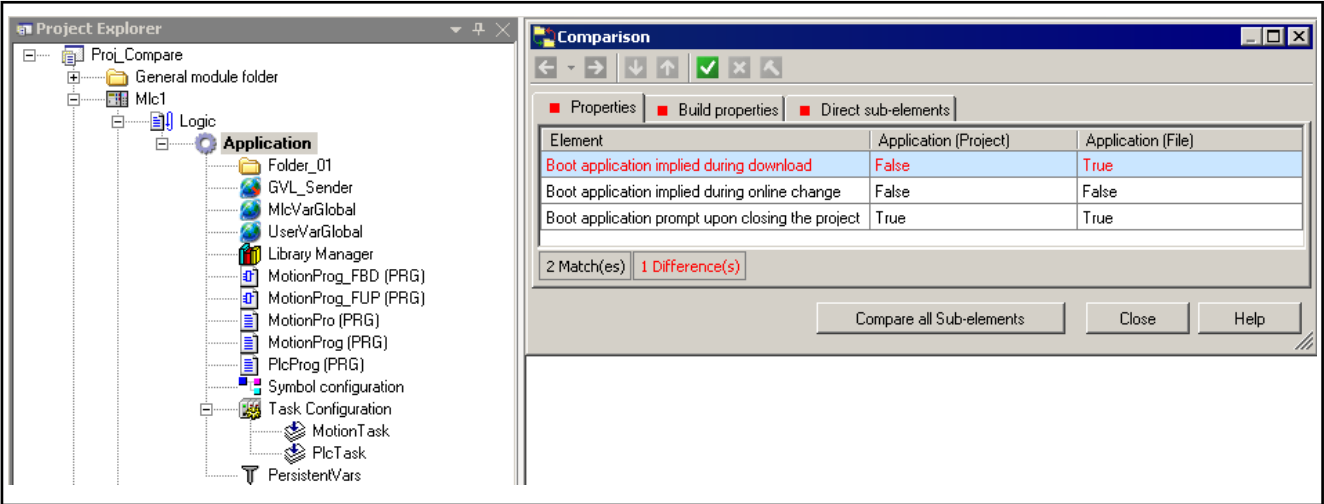 Project Explorer
Proj_Compare
General module folder
Mlc1
Logic
Application
Folder_01
GVL_Sender
MlcVarGlobal
UserVarGlobal
Library Manager
MotionProg_FBD (PRG)
MotionProg_FUP (PRG)
MotionPro (PRG)
MotionProg (PRG)
PlcProg (PRG)
Symbol configuration
Task Configuration
MotionTask
PlcTask
PersistentVars
Comparison
Properties Build properties Direct sub-elements
Element Application (Project) Application (File)
Boot application implied during download False True
Boot application implied during online change False False
Boot application prompt upon closing the project True True
2 Match(es) 1 Difference(s)
Compare all Sub-elements Close Help